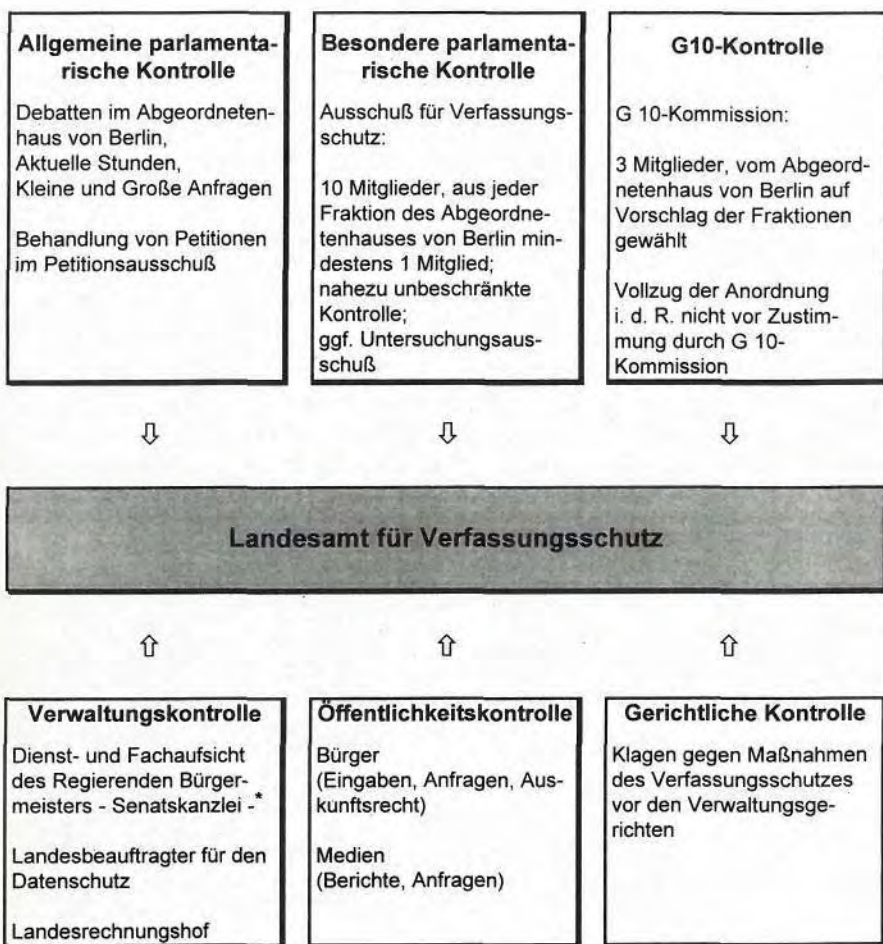 Allgemeine parlamenta-
rische Kontrolle
Debatten im Abgeordneten-
haus von Berlin,
Aktuelle Stunden,
Kleine und Große Anfragen
Behandlung von Petitionen
im Petitionsausschuß
Besondere parlamenta-
rische Kontrolle
Ausschuß für Verfassungs-
schutz:
10 Mitglieder, aus jeder
Fraktion des Abgeordne-
tenhauses von Berlin min-
destens 1 Mitglied;
nahezu unbeschränkte
Kontrolle;
ggf. Untersuchungsaus-
schuß
G10-Kontrolle
G 10-Kommission:
3 Mitglieder, vom Abgeord-
netenhaus von Berlin auf
Vorschlag der Fraktionen
gewählt
Vollzug der Anordnung
i. d. R. nicht vor Zustim-
mung durch G 10-
Kommission
Landesamt für Verfassungsschutz
Verwaltungskontrolle
Dienst- und Fachaufsicht
des Regierenden Bürger-
meisters - Senatskanzlei -*
Landesbeauftragter für den
Datenschutz
Landesrechnungshof
Öffentlichkeitskontrolle
Bürger
(Eingaben, Anfragen, Aus-
kunftsrecht)
Medien
(Berichte, Anfragen)
Gerichtliche Kontrolle
Klagen gegen Maßnahmen
des Verfassungsschutzes
vor den Verwaltungsge-
richten